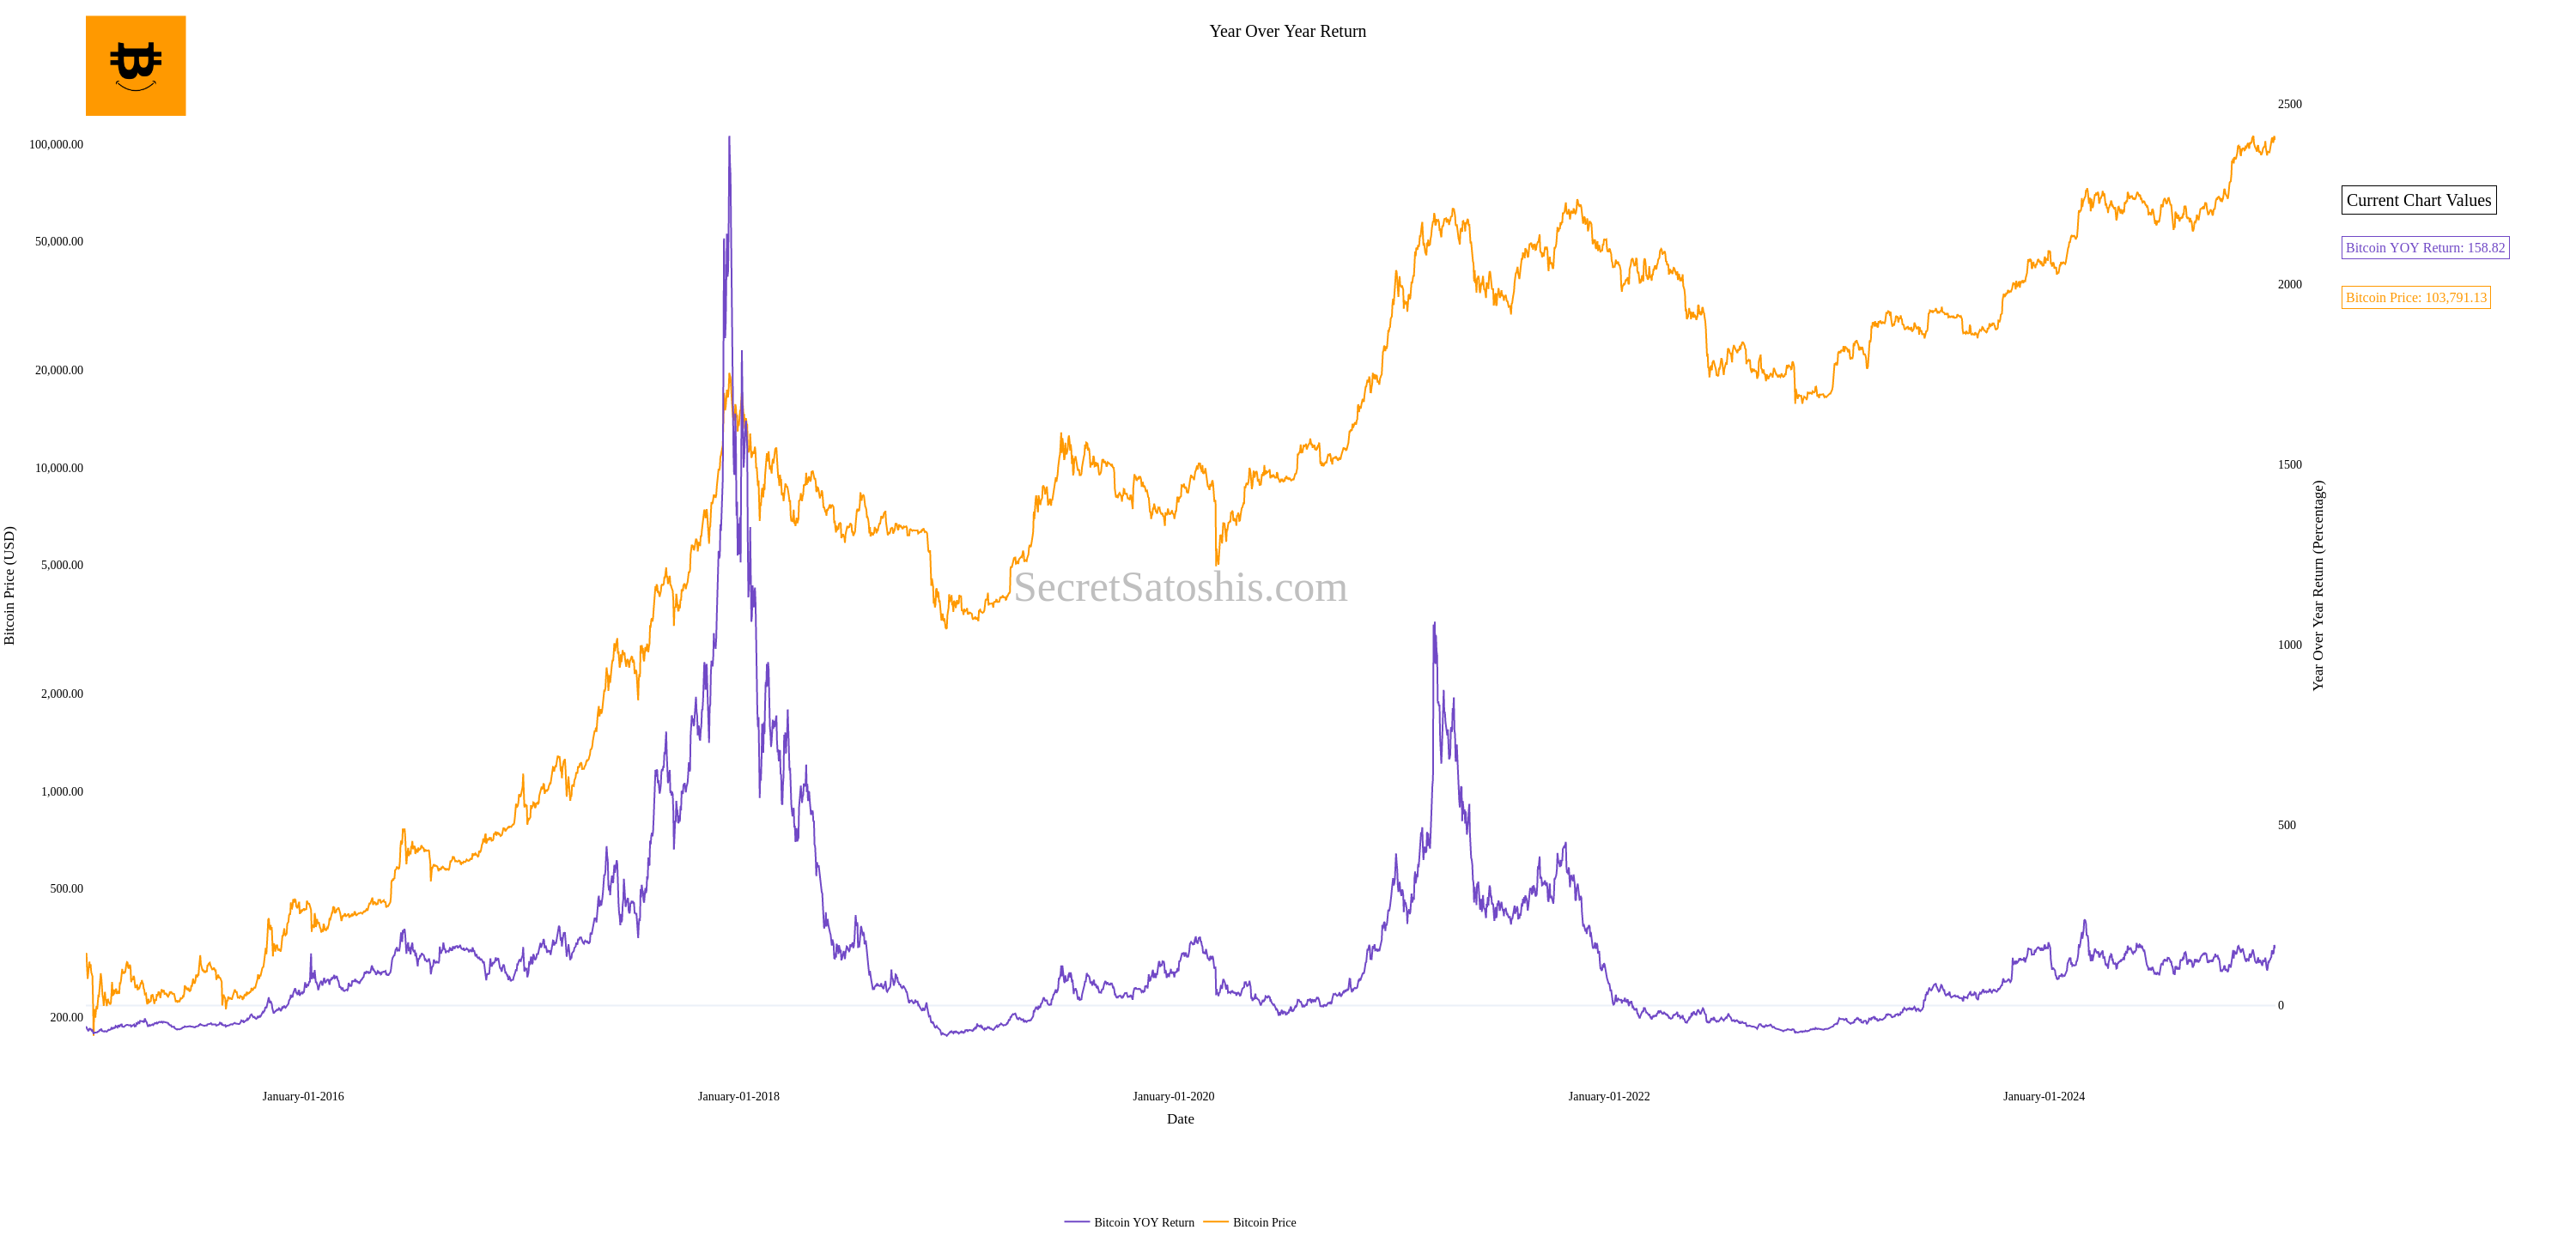 Year Over Year Return
100,000.00
50,000.00
20,000.00
10,000.00
5,000.00
2,000.00
1,000.00
500.00
200.00
Bitcoin Price (USD)
SecretSatoshis.com
2500
2000
1500
1000
500
0
Year Over Year Return (Percentage)
Current Chart Values
Bitcoin YOY Return: 158.82
Bitcoin Price: 103,791.13
January-01-2016
January-01-2018
January-01-2020
January-01-2022
January-01-2024
Date
Bitcoin YOY Return
Bitcoin Price